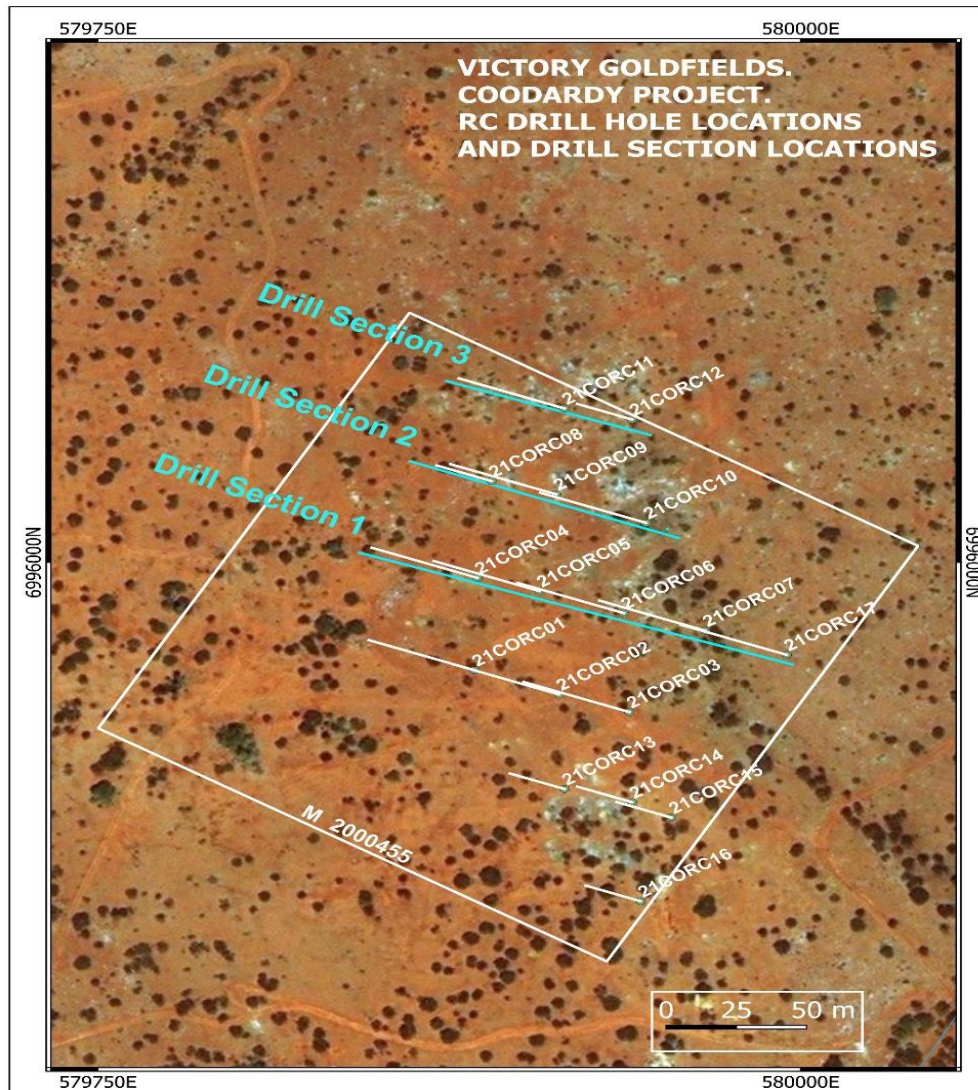 579750E
580000E
VICTORY GOLDFIELDS.
COODARDY PROJECT.
RC DRILL HOLE LOCATIONS
AND DRILL SECTION LOCATIONS
Drill Section 3
21CORC11
21CORC12
Drill Section 2
21CORC08
21CORC09
21CORC10
Drill Section 1
6996000N
6996000N
21CORC04
21CORC05
21CORC06
21CORC07
21CORC17
21CORC01
21CORC02
21CORC03
21CORC13
21CORC14
21CORC15
M 2000455
21CORC16
0 25 50 m
579750E
580000E